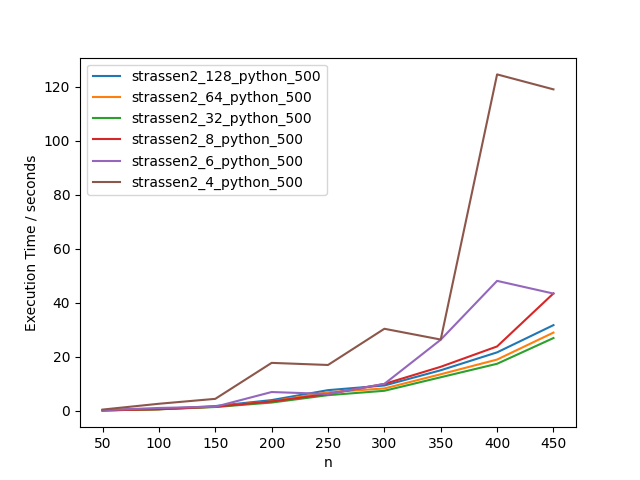 strassen2_128_python_500
strassen2_64_python_500
strassen2_32_python_500
strassen2_8_python_500
strassen2_6_python_500
strassen2_4_python_500
Execution Time / seconds
120
100
80
60
40
20
0
50 100 150 200 250 300 350 400 450
n